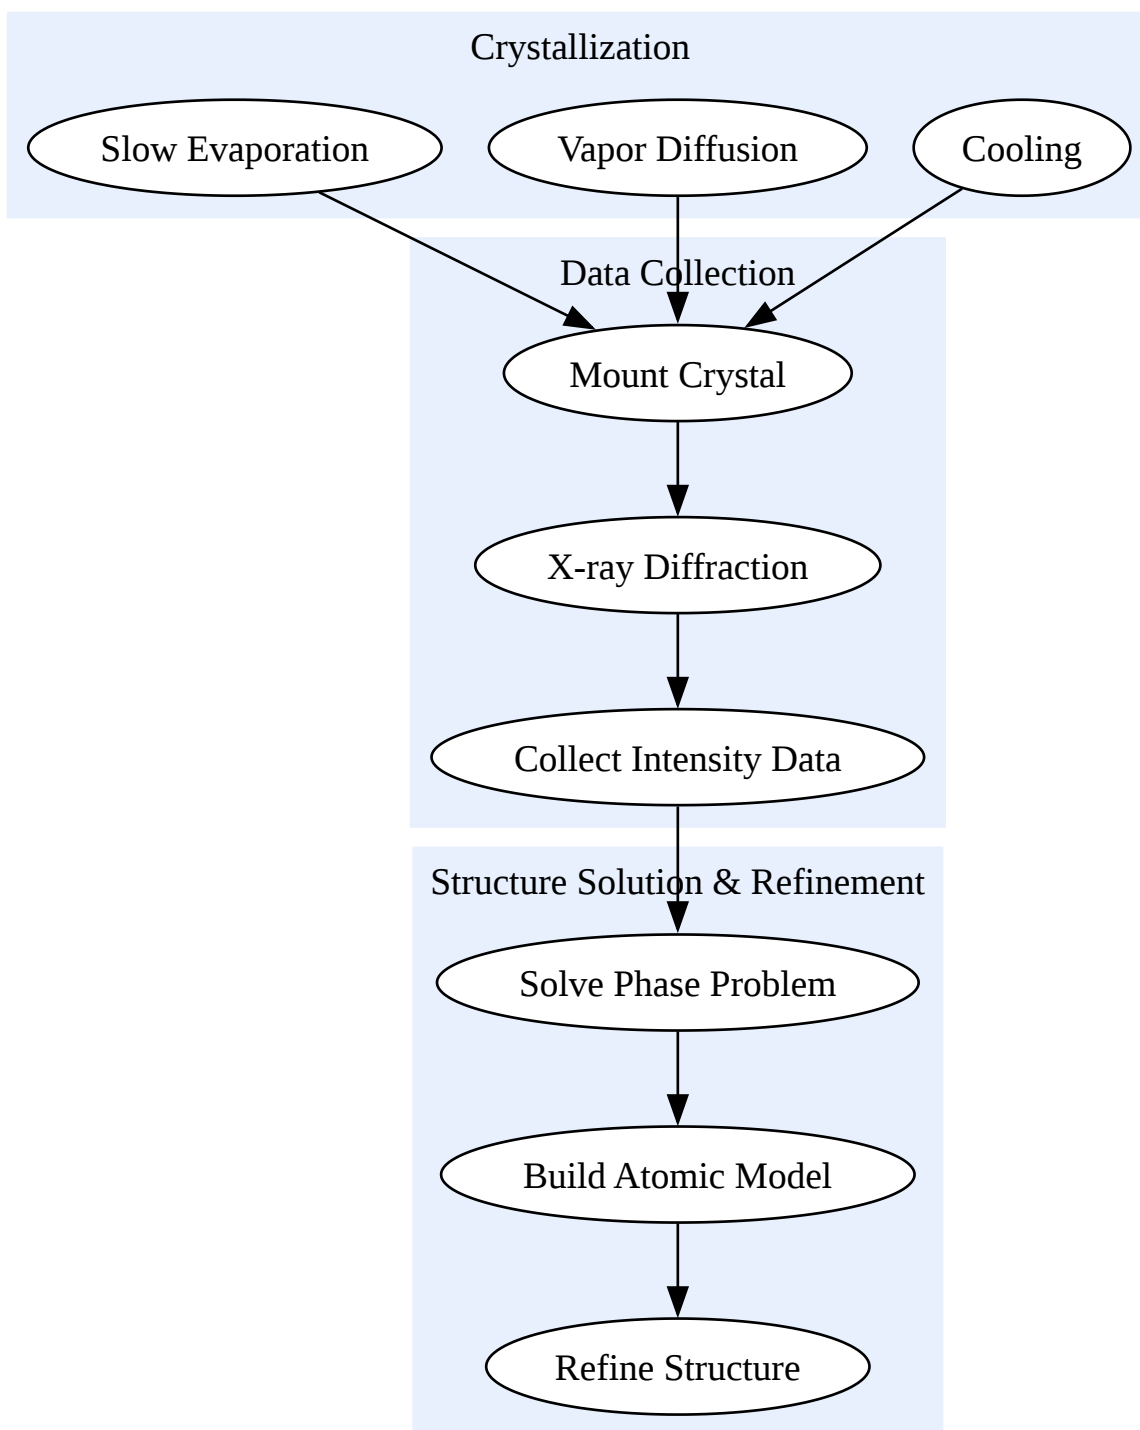 Crystallization
Slow Evaporation
Vapor Diffusion
Cooling
Data Collection
Mount Crystal
X-ray Diffraction
Collect Intensity Data
Structure Solution & Refinement
Solve Phase Problem
Build Atomic Model
Refine Structure